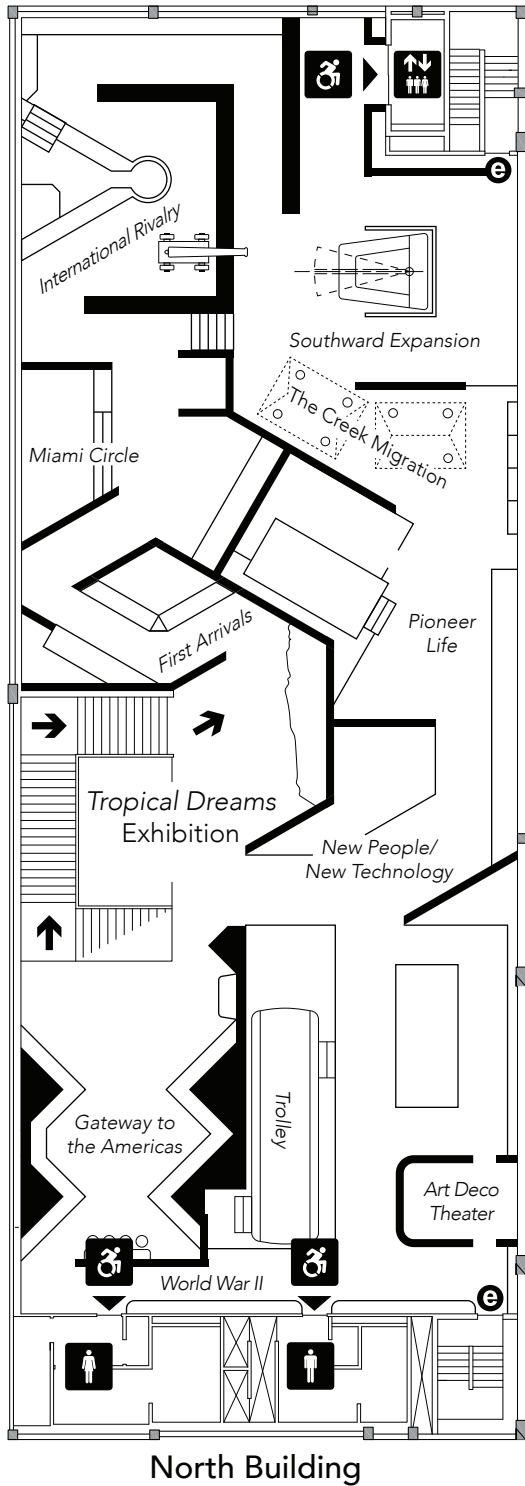 e
International Rivalry
Southward Expansion
The Creek Migration
Miami Circle
First Arrivals
Pioneer
Life
Tropical Dreams
Exhibition
New People/
New Technology
Gateway to
the Americas
Trolley
Art Deco
Theater
World War II
e
North Building